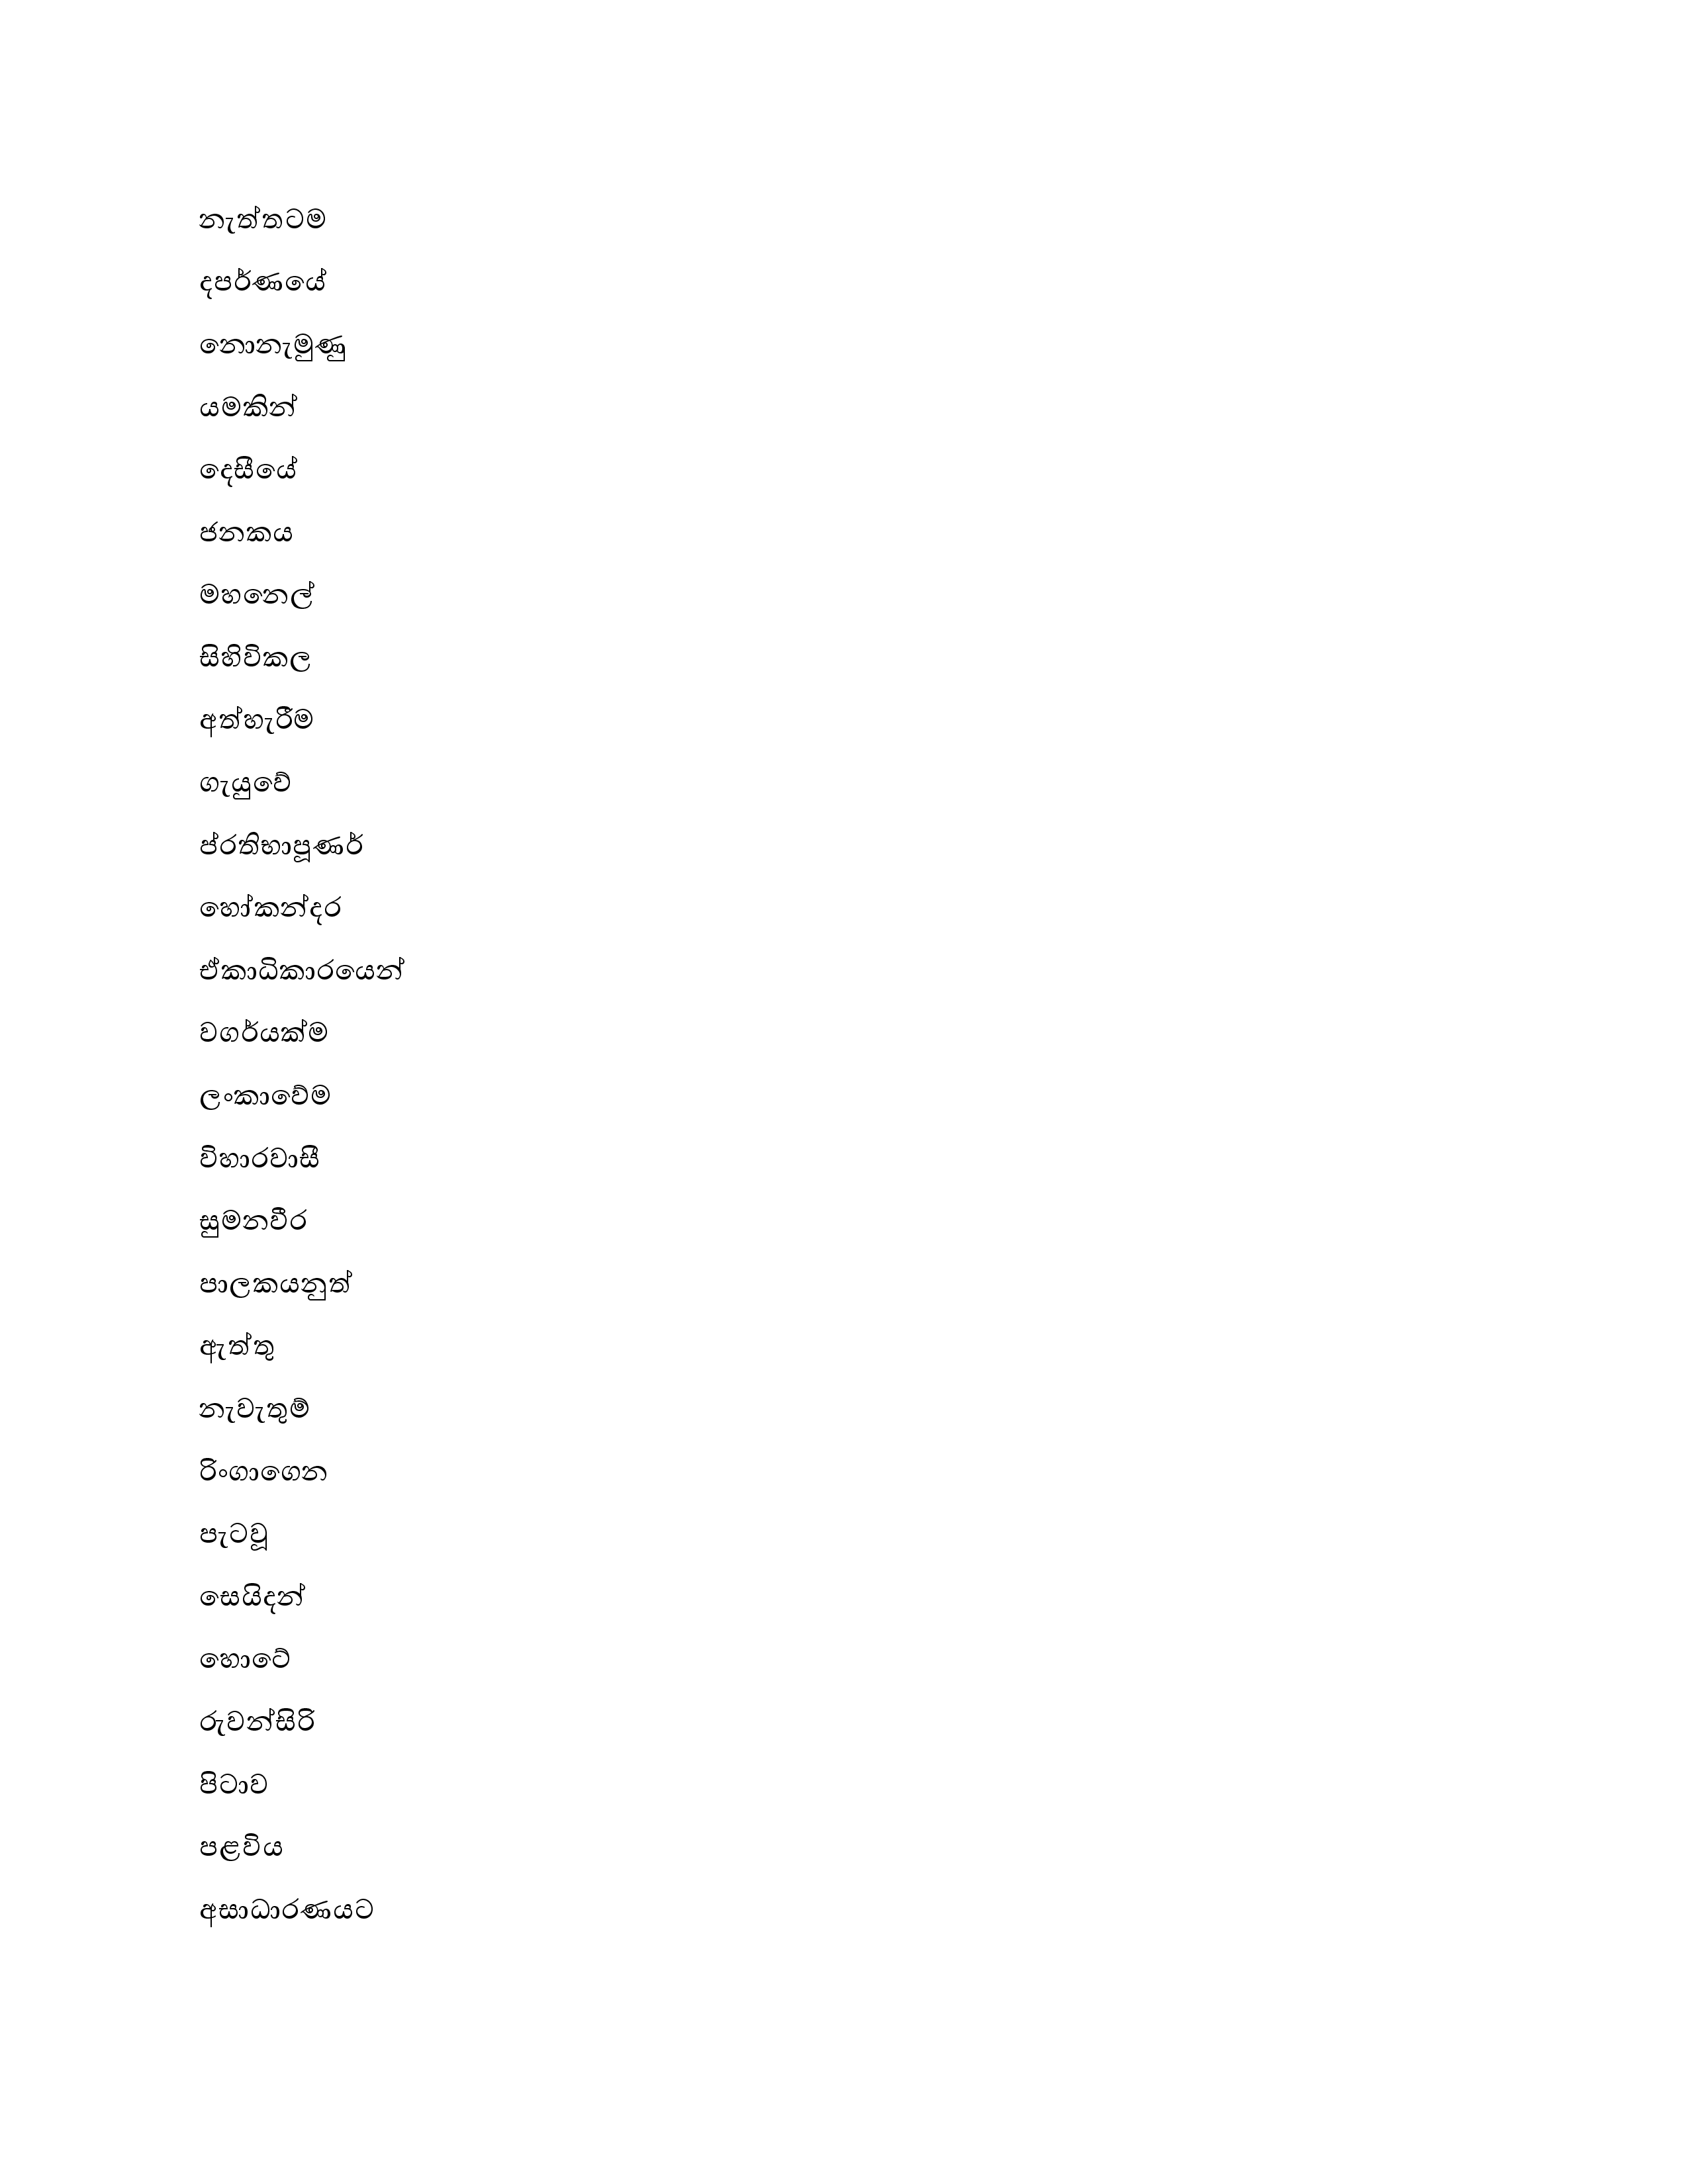 නැත්තටම
දපර්ණයේ
නොනැමුණු
යමකින්
දෙසීයේ
ජනකය
මහනෙල්
සිහිවිකල
අත්හැරීම
ගැයුවේ
ප්රතිභාපූණර්
හෝකන්දර
ඒකාධිකාරයෙන්
වගර්යක්ම
ලංකාවේම
විහාරවාසී
සුමනවීර
පාලකයනුත්
ඇත්තු
නැවැතුම්
රිංගාගෙන
පැටවූ
සෙයිදන්
හොටේ
රුවන්සිරි
පිටාව
පළවිය
අසාධාරණයට